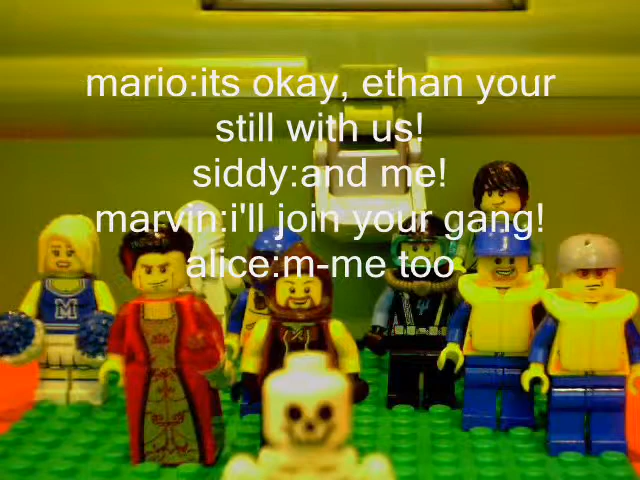 mario:its okay, ethan your
still with us!
siddy:and me!
marvin:i'll join your gang!
alice:m-me too
M